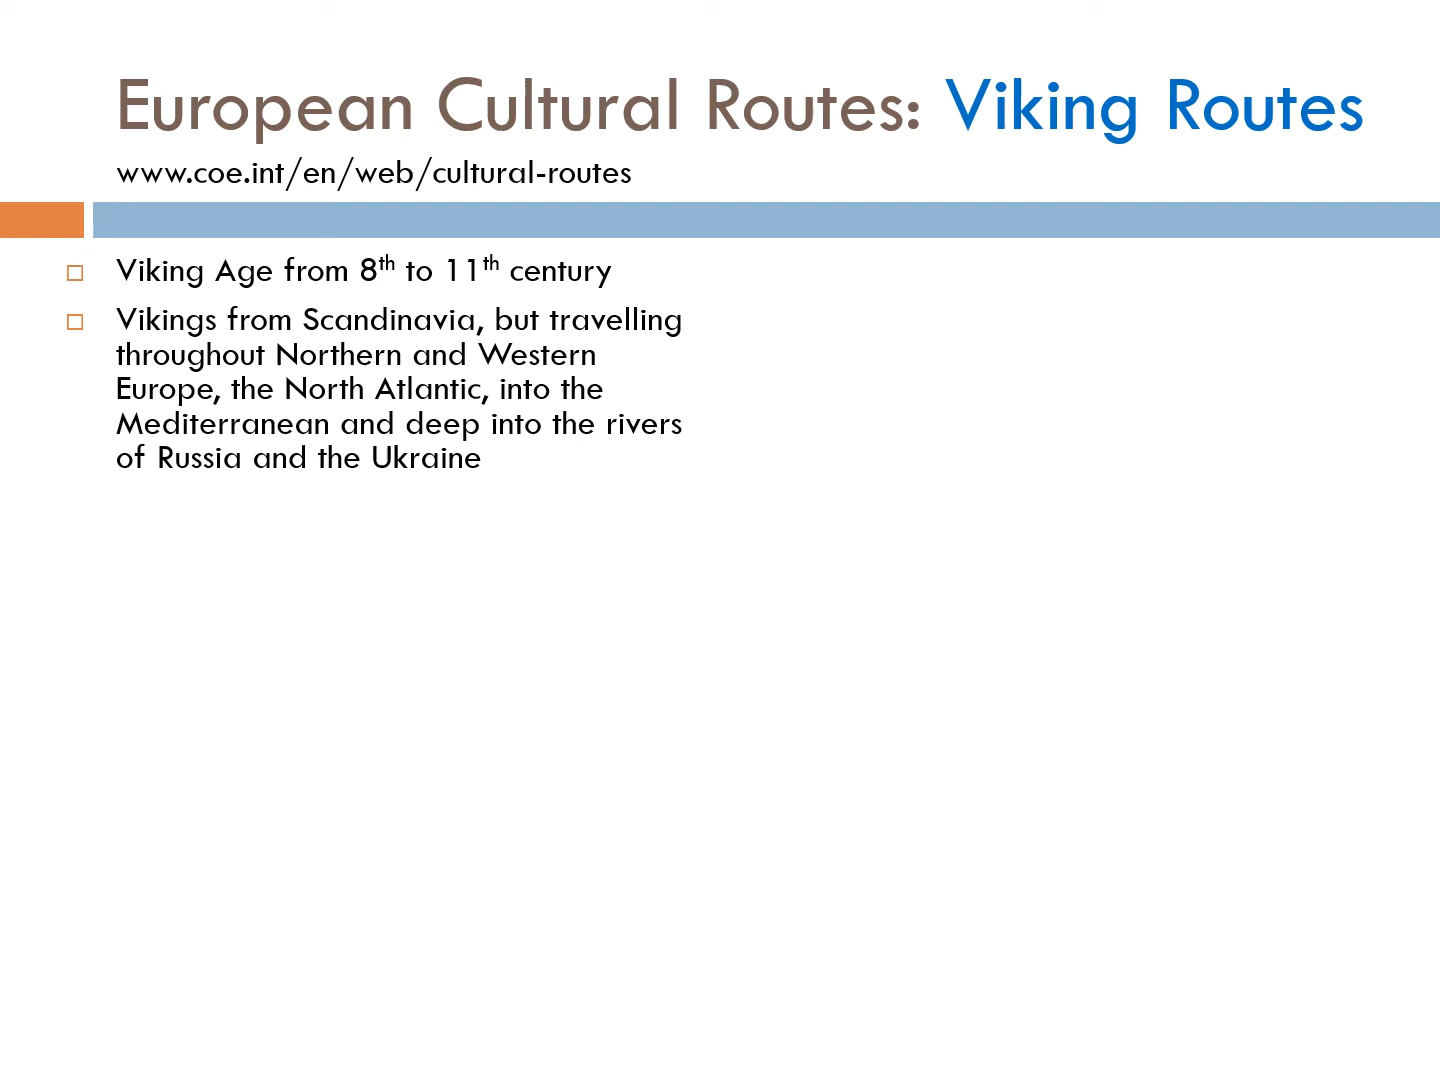 European Cultural Routes: Viking Routes
www.coe.int/en/web/cultural-routes
Viking Age from 8th to 11th century
Vikings from Scandinavia, but travelling
throughout Northern and Western
Europe, the North Atlantic, into the
Mediterranean and deep into the rivers
of Russia and the Ukraine